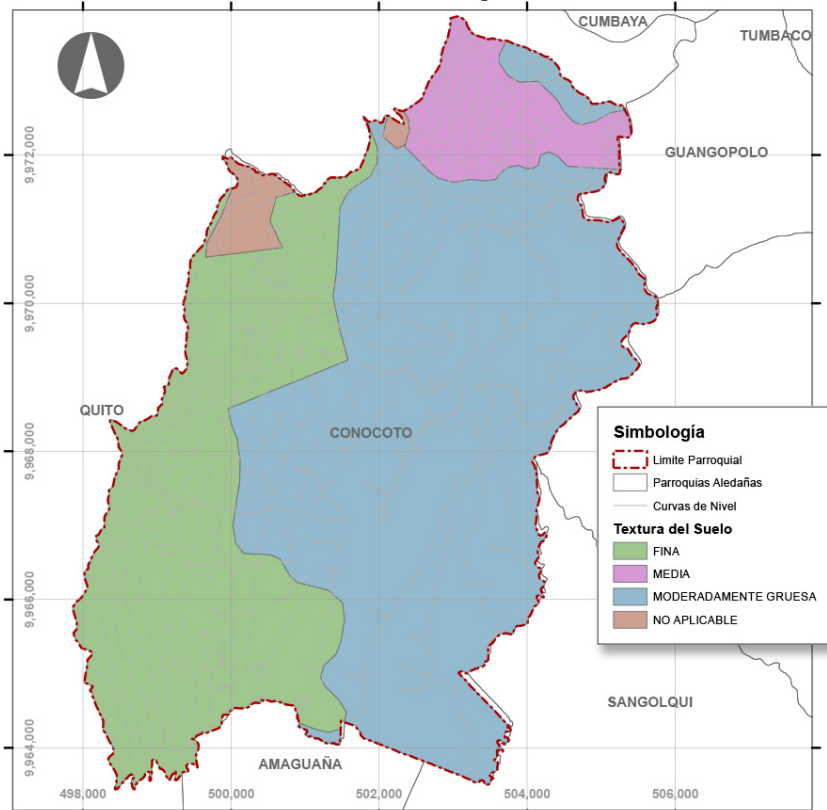 CUMBAYA
TUMBACO
GUANGOPOLO
QUITO
CONOCOTO
SANGOLQUI
AMAGUAÑA
9,972,000
9,970,000
9,968,000
9,966,000
9,964,000
498,000
500,000
502,000
504,000
506,000
Simbología
Limite Parroquial
Parroquias Aledañas
Curvas de Nivel
Textura del Suelo
FINA
MEDIA
MODERADAMENTE GRUESA
NO APLICABLE